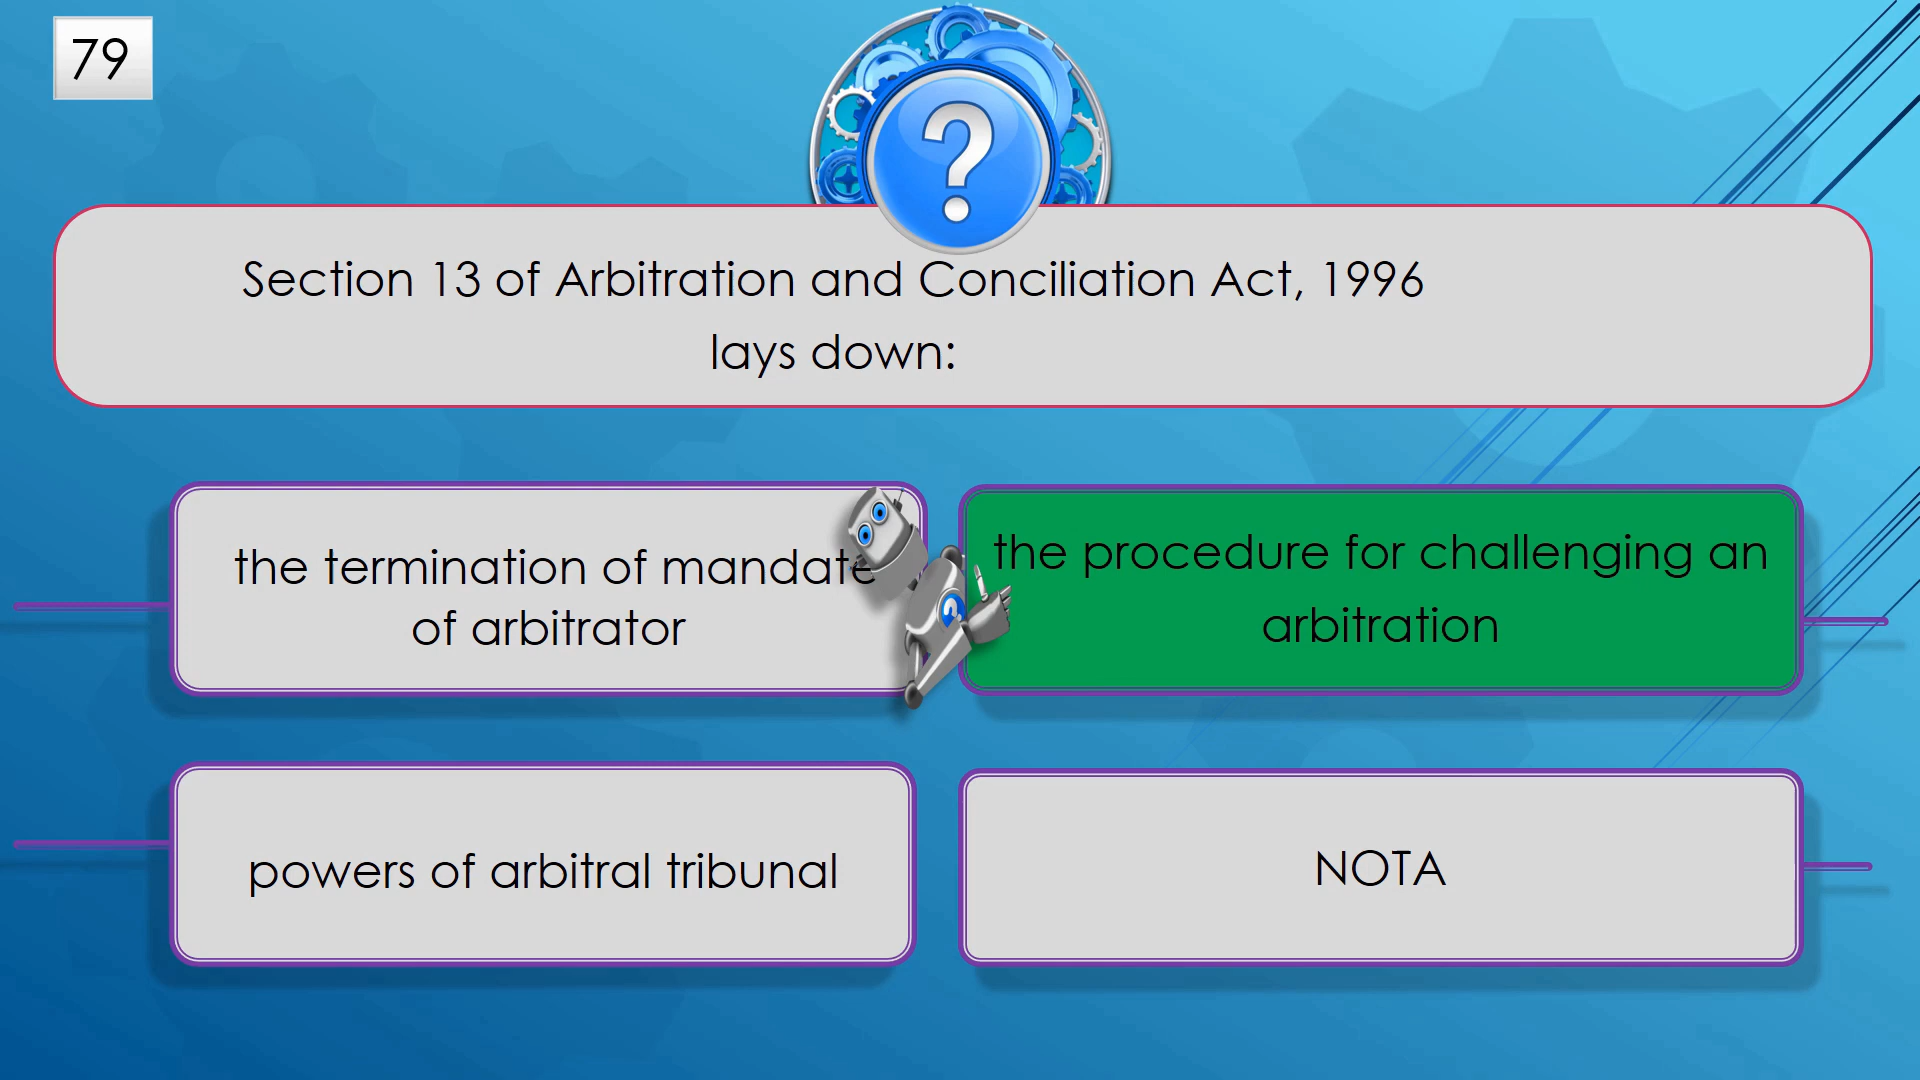 79
?
Section 13 of Arbitration and Conciliation Act, 1996
lays down:
the termination of mandate
of arbitrator
the procedure for challenging an
arbitration
powers of arbitral tribunal
NOTA